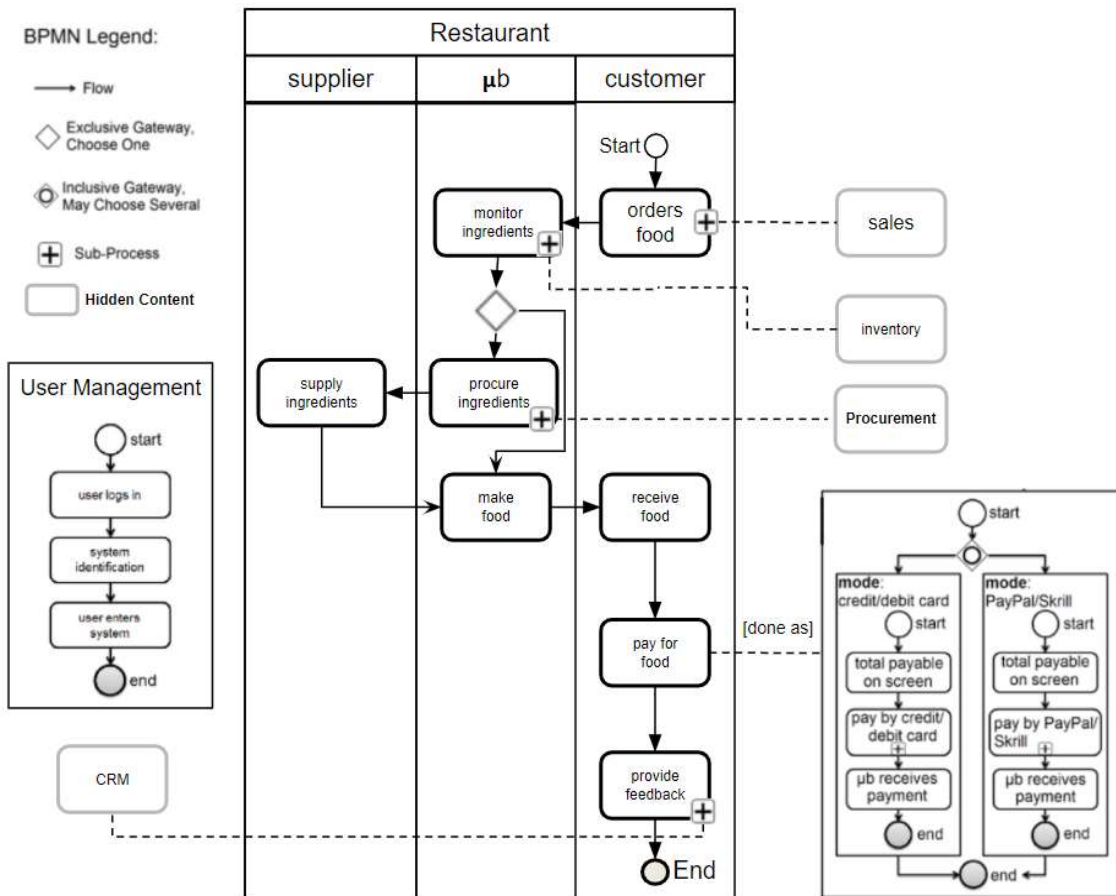 BPMN Legend:
Flow
Exclusive Gateway,
Choose One
Inclusive Gateway,
May Choose Several
Sub-Process
Hidden Content
Restaurant
supplier
µb
customer
Start
orders
food
monitor
ingredients
supply
ingredients
procure
ingredients
make
food
receive
food
pay for
food
[done as]
provide
feedback
End
sales
inventory
Procurement
User Management
start
user logs in
system
identification
user enters
system
end
CRM
start
mode:
credit/debit card
start
total payable
on screen
pay by credit/
debit card
µb receives
payment
end
mode:
PayPal/Skrill
start
total payable
on screen
pay by PayPal/
Skrill
µb receives
payment
end
end